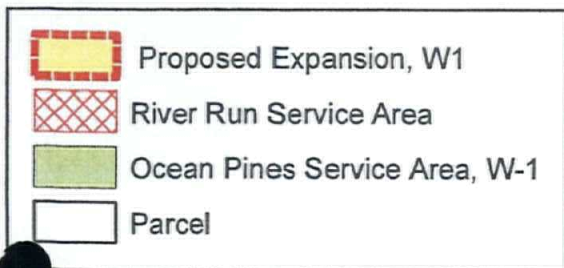 Proposed Expansion, W1
River Run Service Area
Ocean Pines Service Area, W-1
Parcel